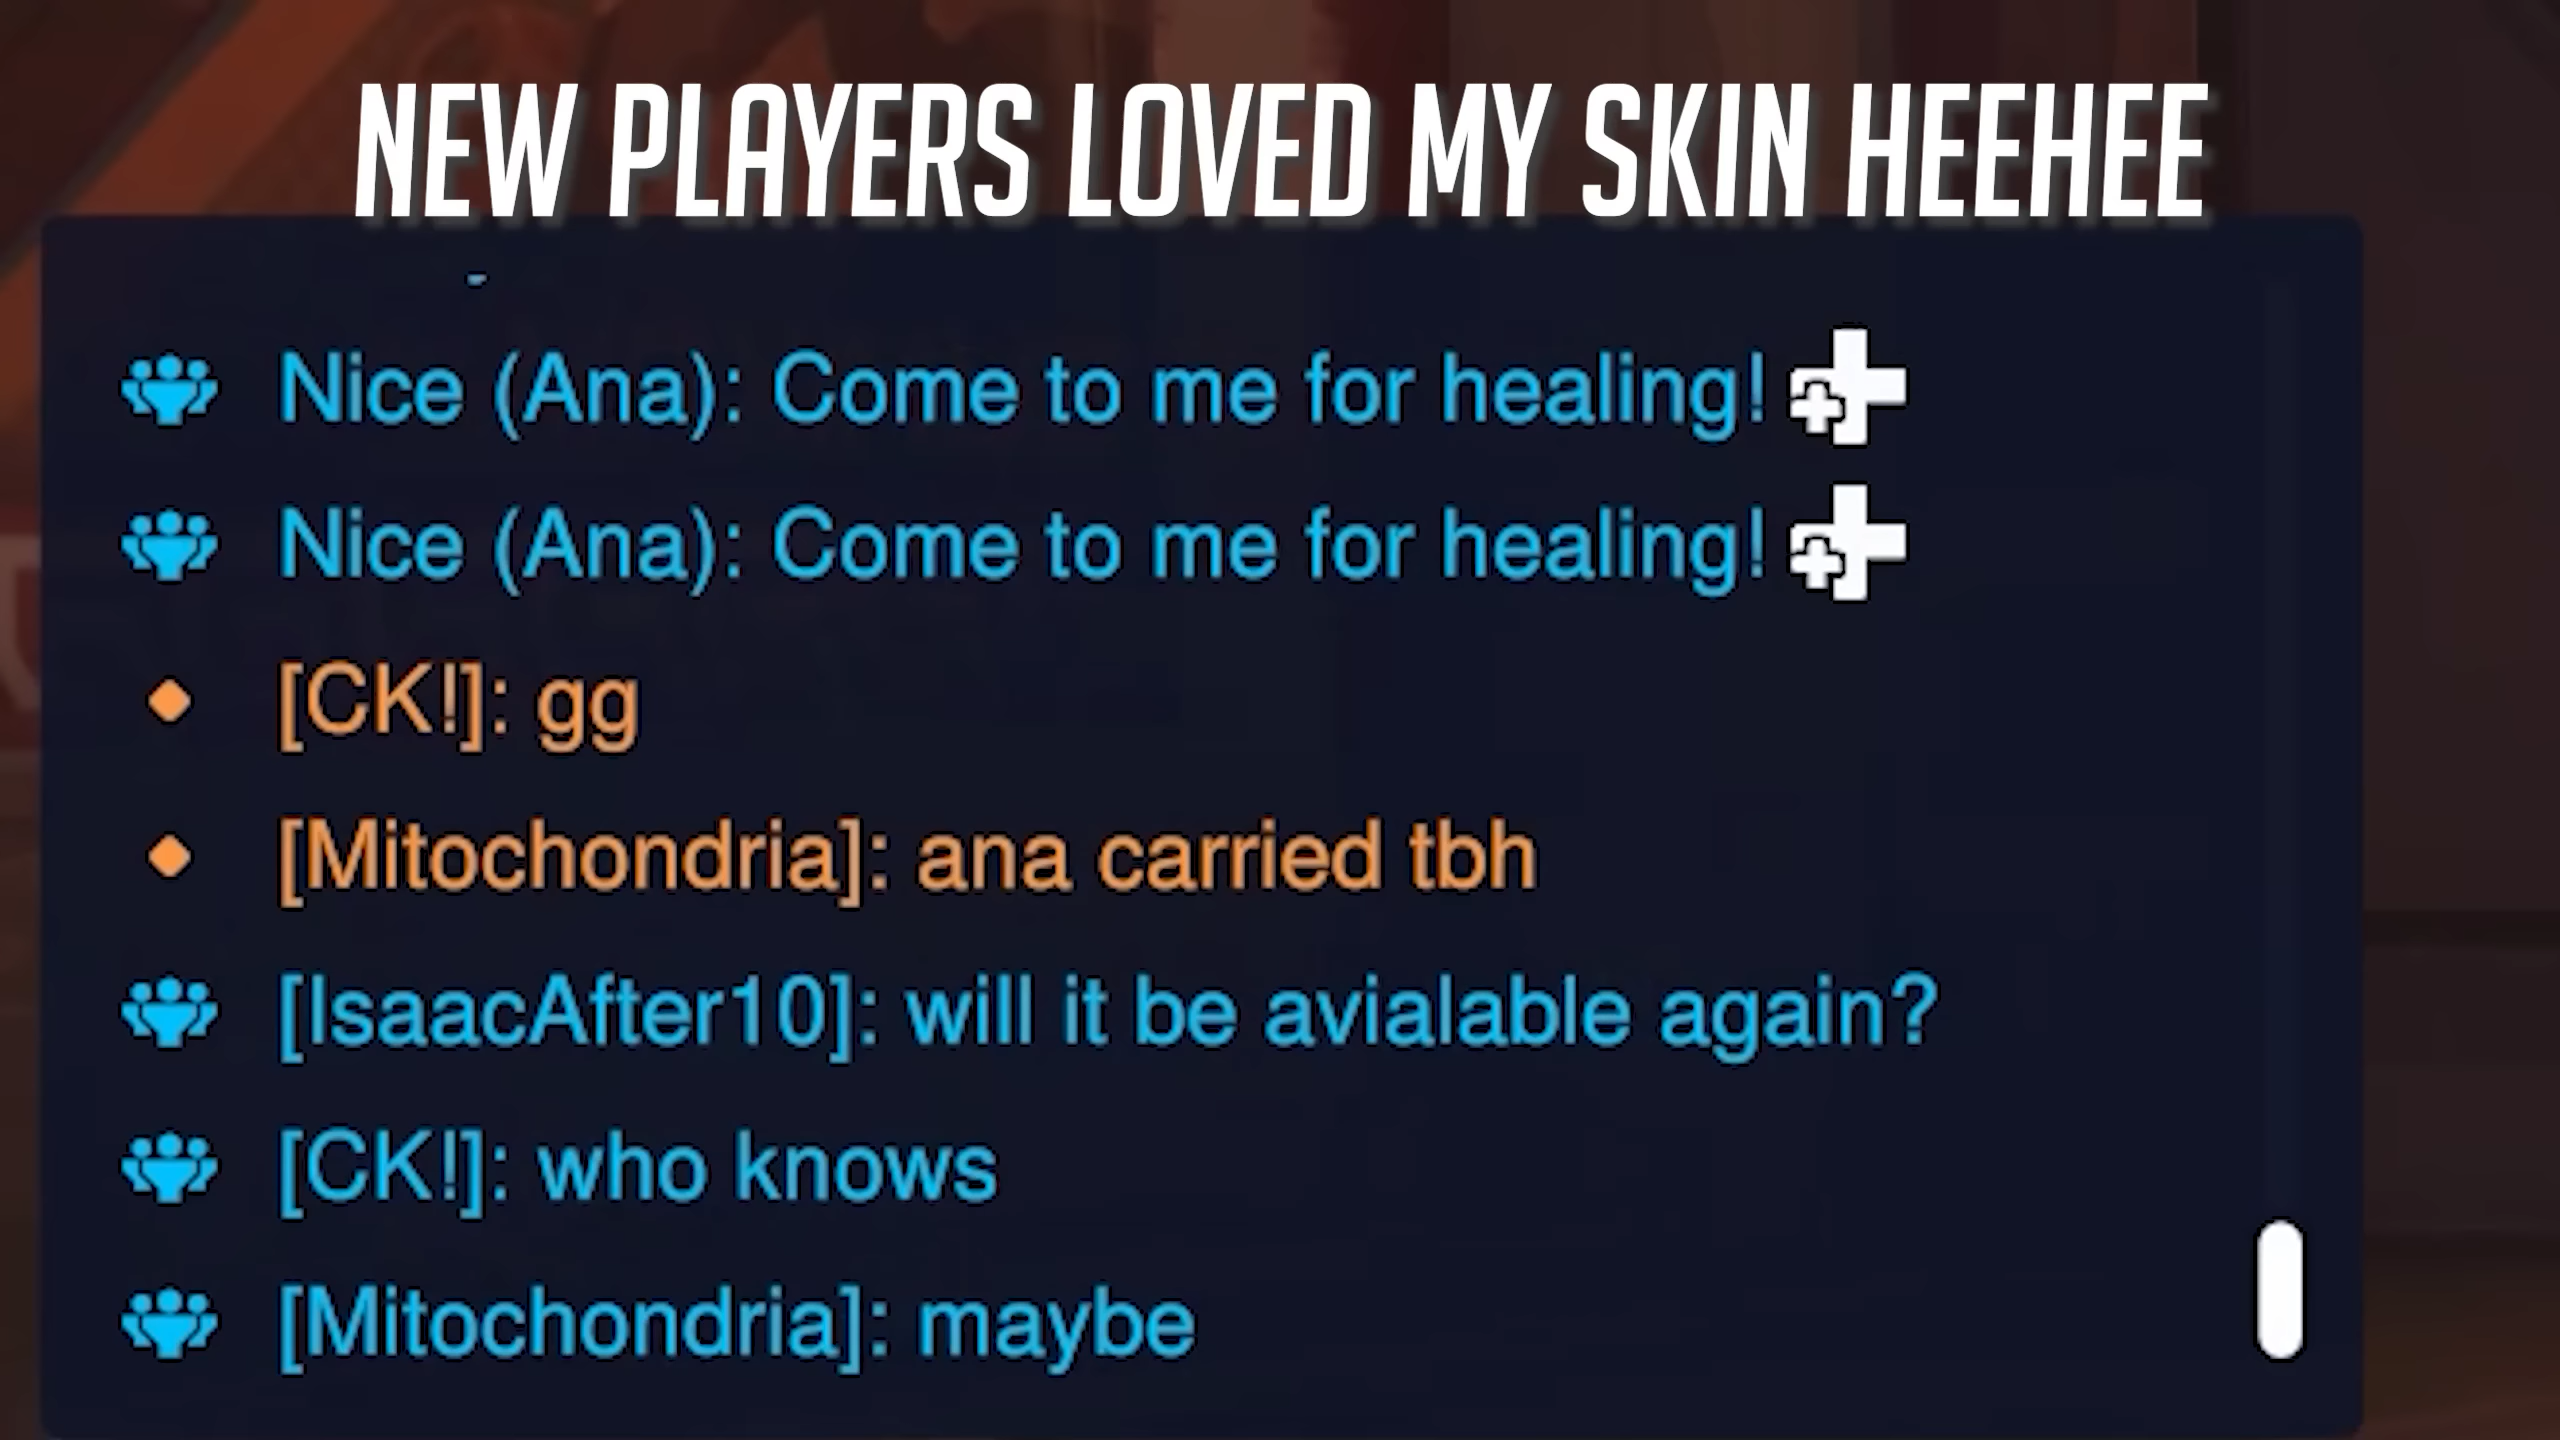 NEW PLAYERS LOVED MY SKIN HEEHEE
Nice (Ana): Come to me for healing!
Nice (Ana): Come to me for healing!
[CK!]: gg
[Mitochondria]: ana carried tbh
[IsaacAfter10]: will it be avialable again?
[CK!]: who knows
[Mitochondria]: maybe